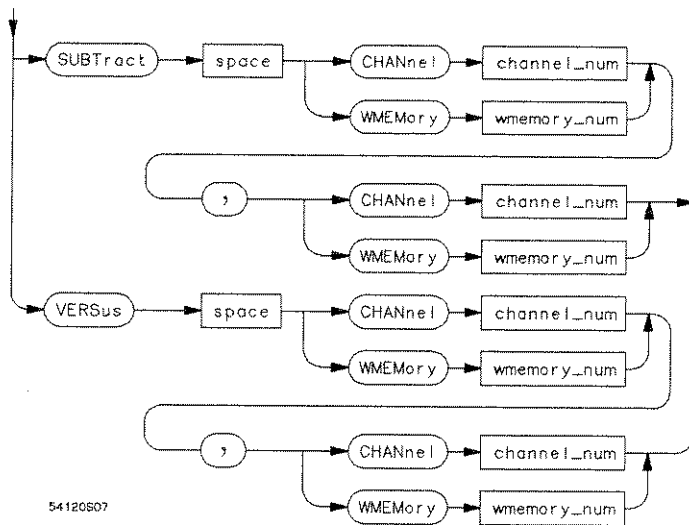 SUBTract space CHANnel channel_num
WMEMory wmemory_num
, CHANnel channel_num
WMEMory wmemory_num
VERSus space CHANnel channel_num
WMEMory wmemory_num
, CHANnel channel_num
WMEMory wmemory_num
54120S07